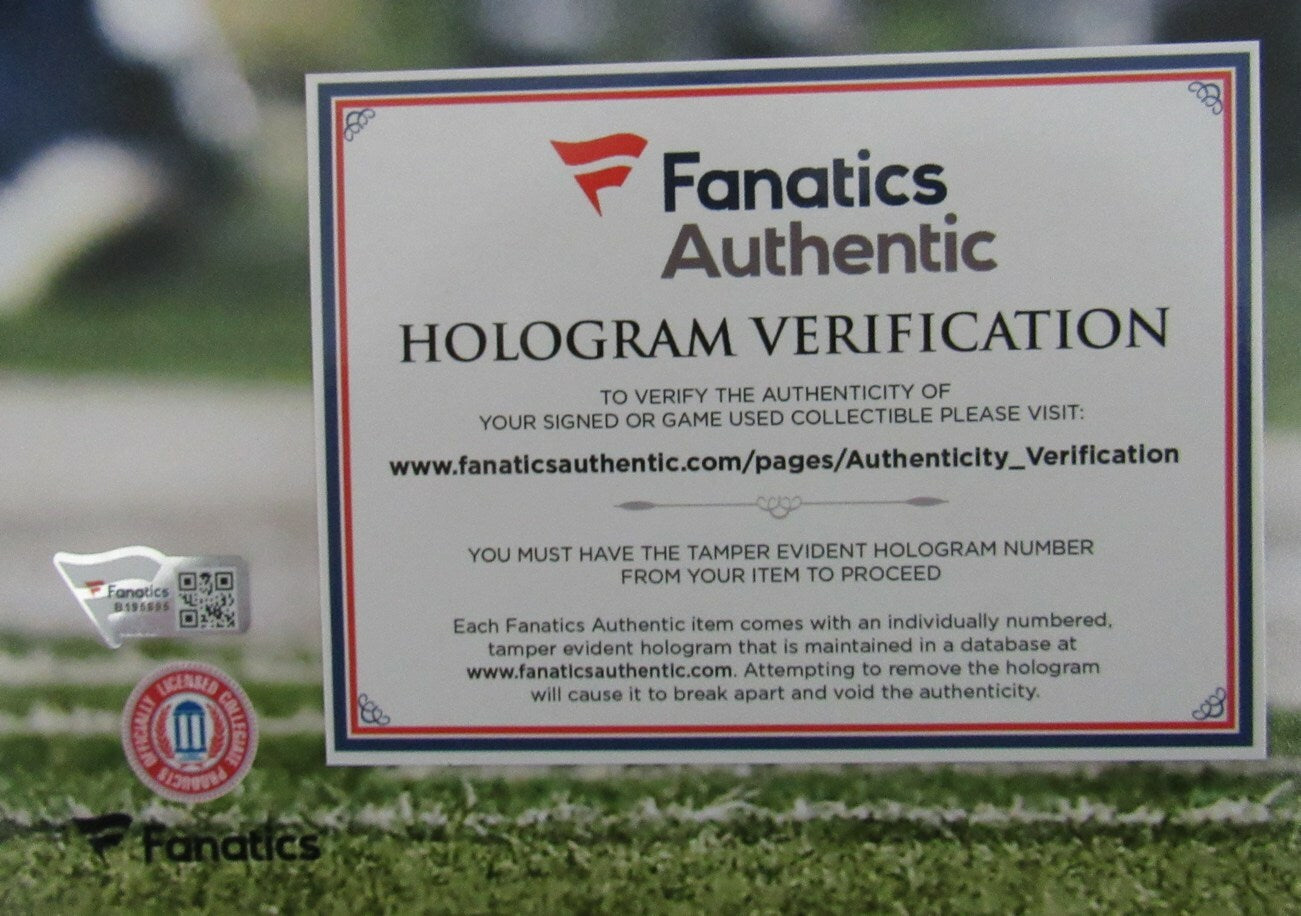 Fanatics
Authentic
HOLOGRAM VERIFICATION
TO VERIFY THE AUTHENTICITY OF
YOUR SIGNED OR GAME USED COLLECTIBLE PLEASE VISIT:
www.fanaticsauthentic.com/pages/Authenticity_Verification
YOU MUST HAVE THE TAMPER EVIDENT HOLOGRAM NUMBER
FROM YOUR ITEM TO PROCEED
Each Fanatics Authentic item comes with an individually numbered,
tamper evident hologram that is maintained in a database at
www.fanaticsauthentic.com. Attempting to remove the hologram
will cause it to break apart and void the authenticity.
Fanatics
OFFICIALLY LICENSED COLLEGIATE PRODUCTS
Fanatics